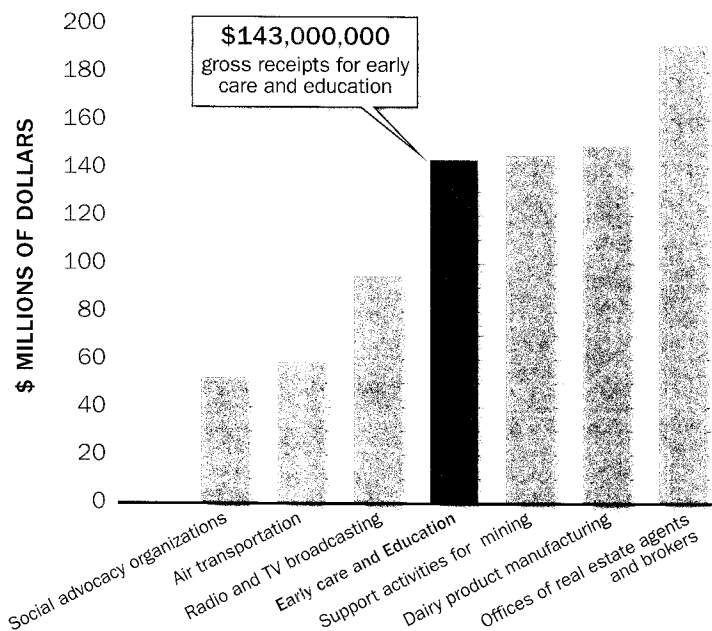 $ MILLIONS OF DOLLARS
200
180
160
140
120
100
80
60
40
20
0
$143,000,000
gross receipts for early
care and education
Social advocacy organizations
Air transportation
Radio and TV broadcasting
Early care and Education
Support activities for mining
Dairy product manufacturing
Offices of real estate agents
and brokers